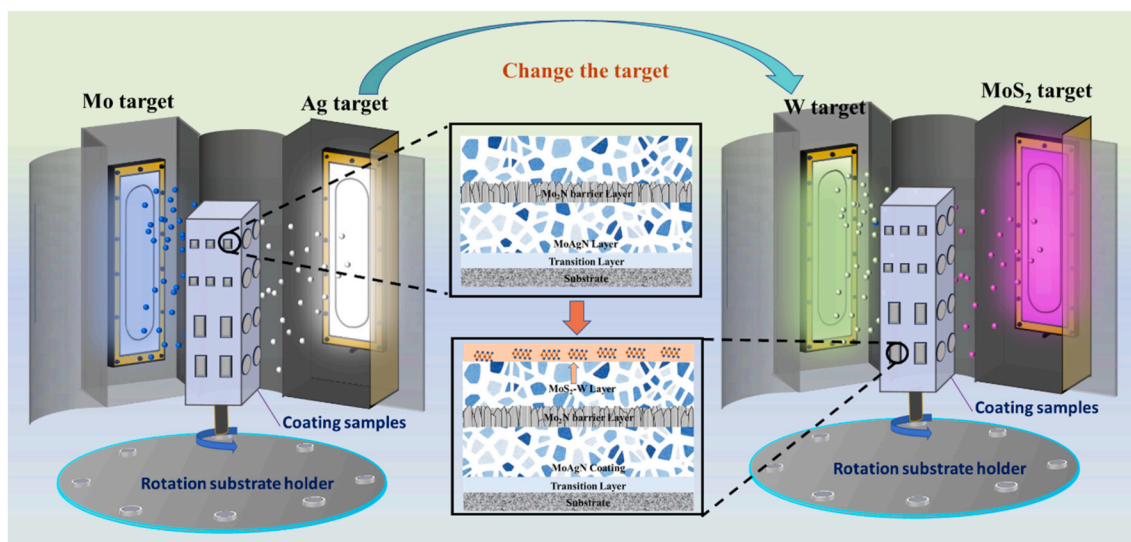 Change the target
Mo target
Ag target
W target
MoS₂ target
Mo₂N barrier Layer
MoAgN Layer
Transition Layer
Substrate
MoS₂-W Layer
Mo₂N barrier Layer
MoAgN Coating
Transition Layer
Substrate
Coating samples
Rotation substrate holder
Coating samples
Rotation substrate holder